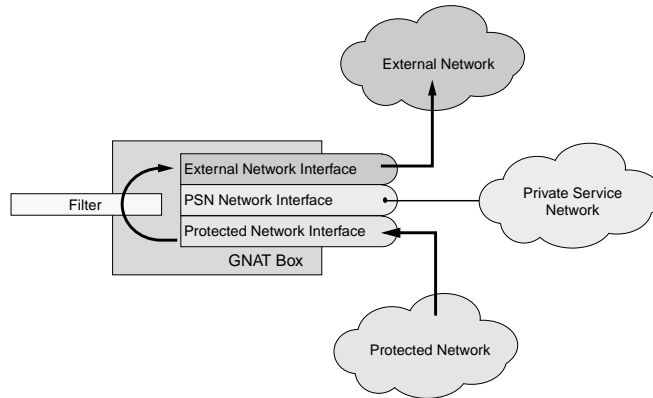 External Network
External Network Interface
Filter
PSN Network Interface
Private Service
Network
Protected Network Interface
GNAT Box
Protected Network